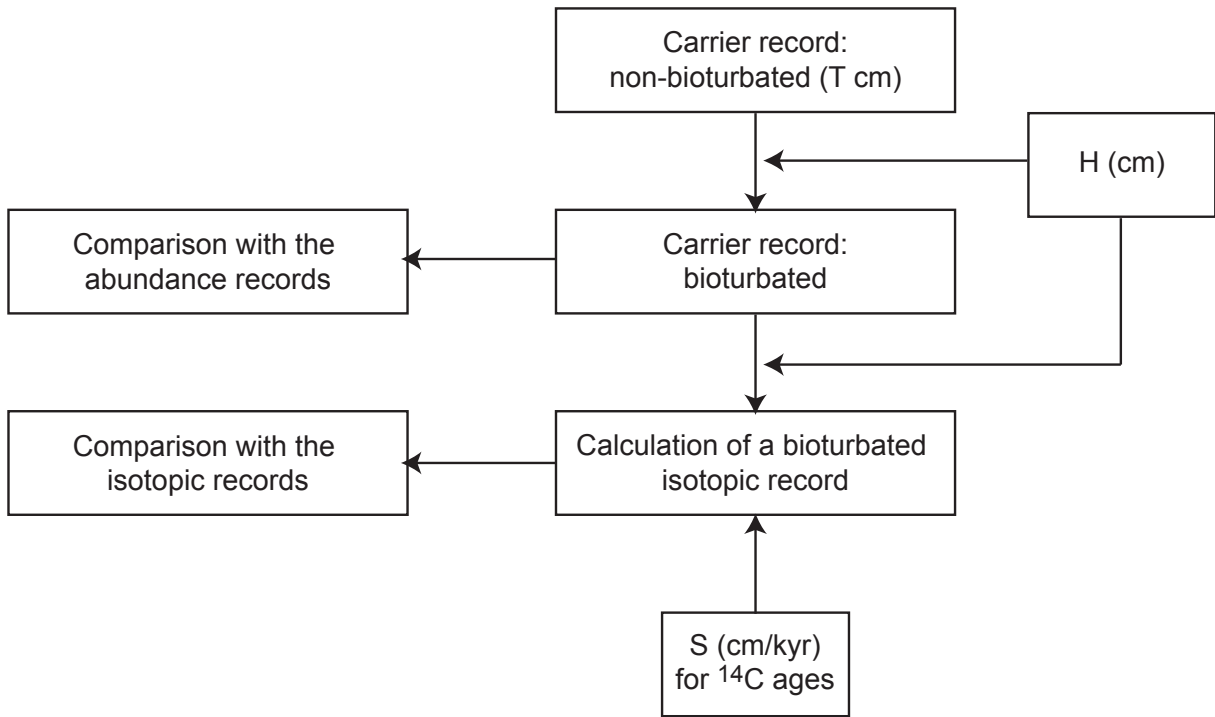 Carrier record:
non-bioturbated (T cm)
H (cm)
Comparison with the
abundance records
Carrier record:
bioturbated
Comparison with the
isotopic records
Calculation of a bioturbated
isotopic record
S (cm/kyr)
for ¹⁴C ages